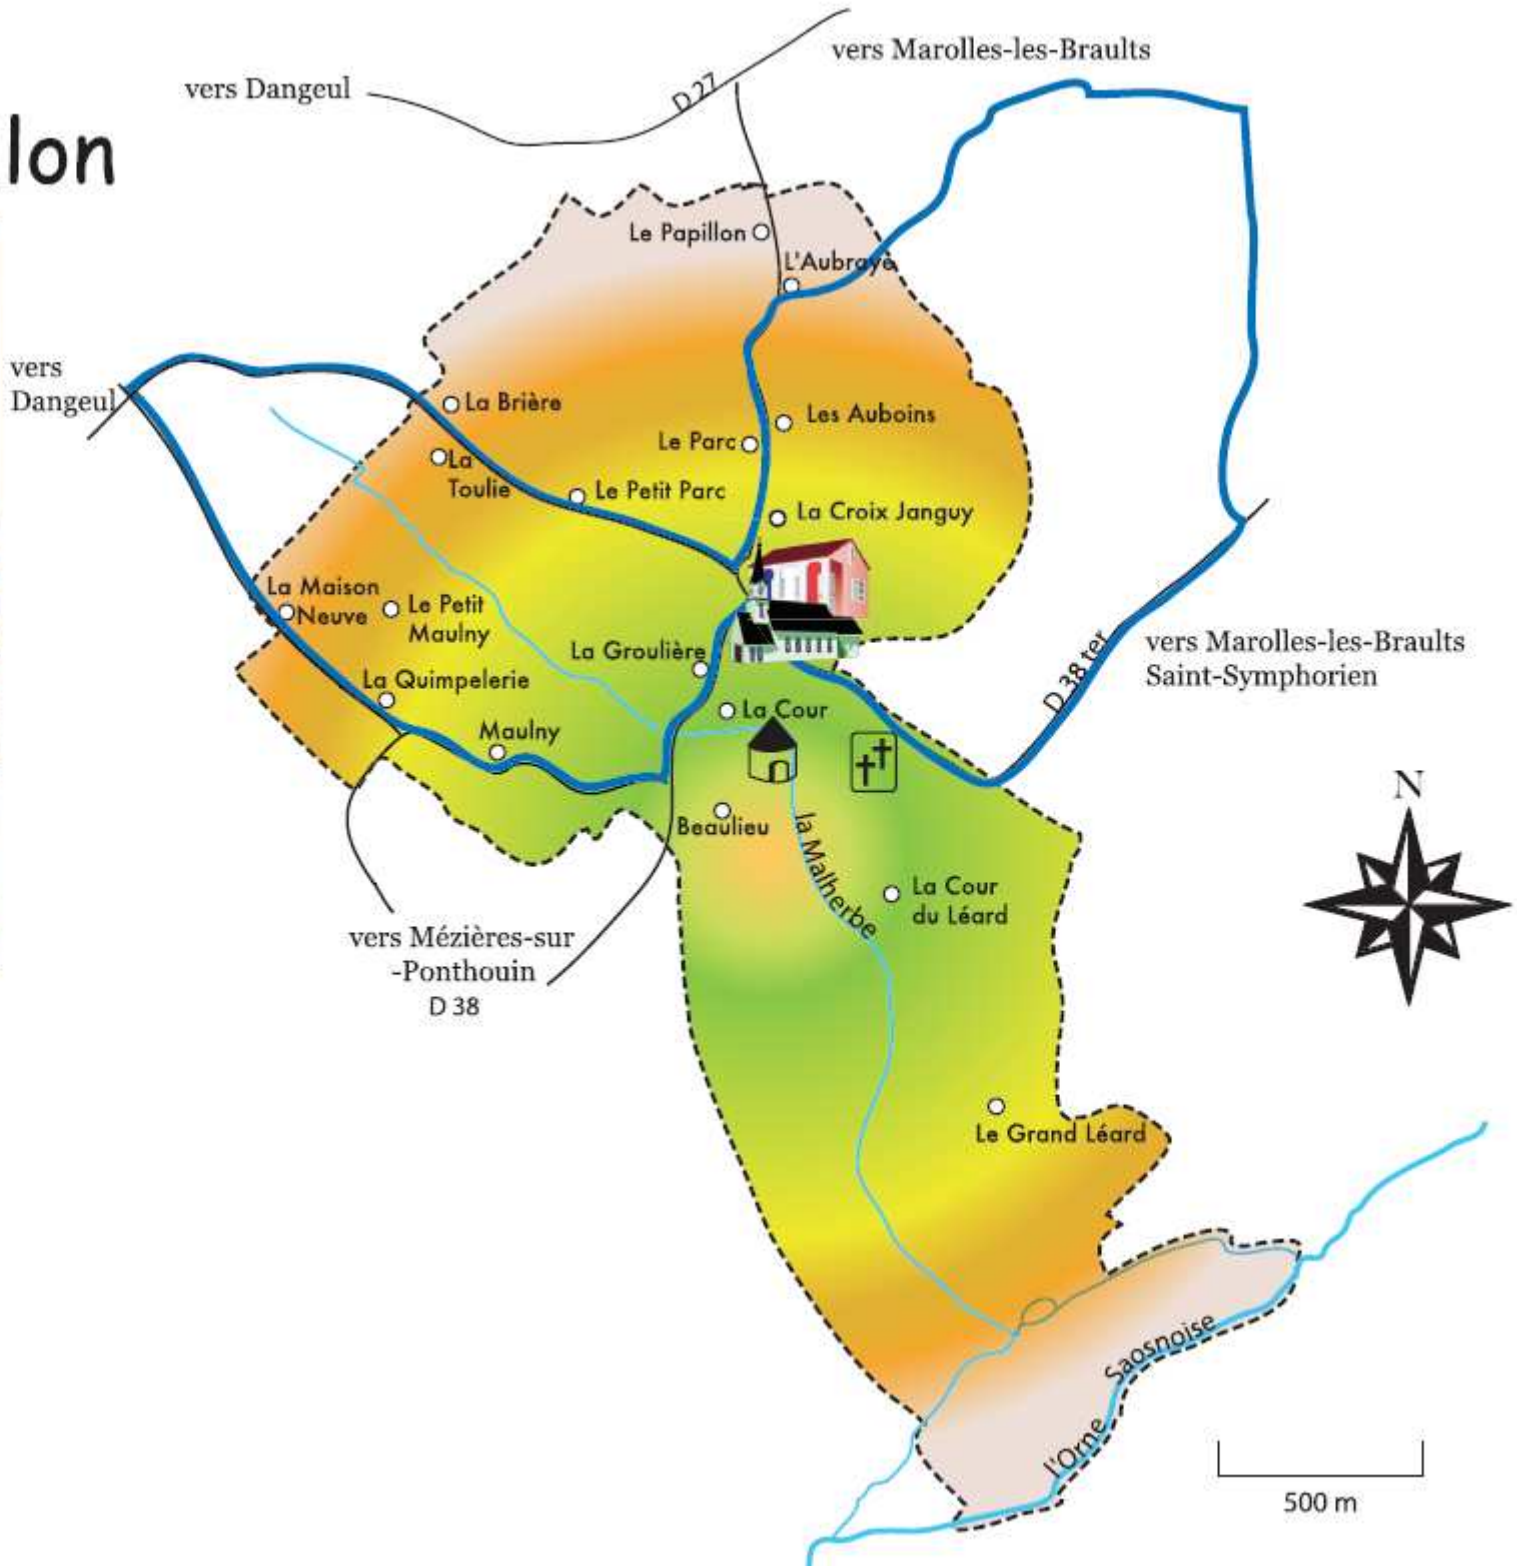 vers Marolles-les-Braults
vers Dangeul
D 27
lon
Le Papillon
L'Aubraye
vers
Dangeul
La Brière
Les Auboins
Le Parc
La
Toulie
Le Petit Parc
La Croix Janguy
La Maison
Neuve
Le Petit
Maulny
La Groulière
D 38 ter
vers Marolles-les-Braults
Saint-Symphorien
La Quimpelerie
La Cour
Maulny
N
Beaulieu
la Malherbe
La Cour
du Léard
vers Mézières-sur
-Ponthouin
D 38
Le Grand Léard
l'Orne Saosnoise
500 m